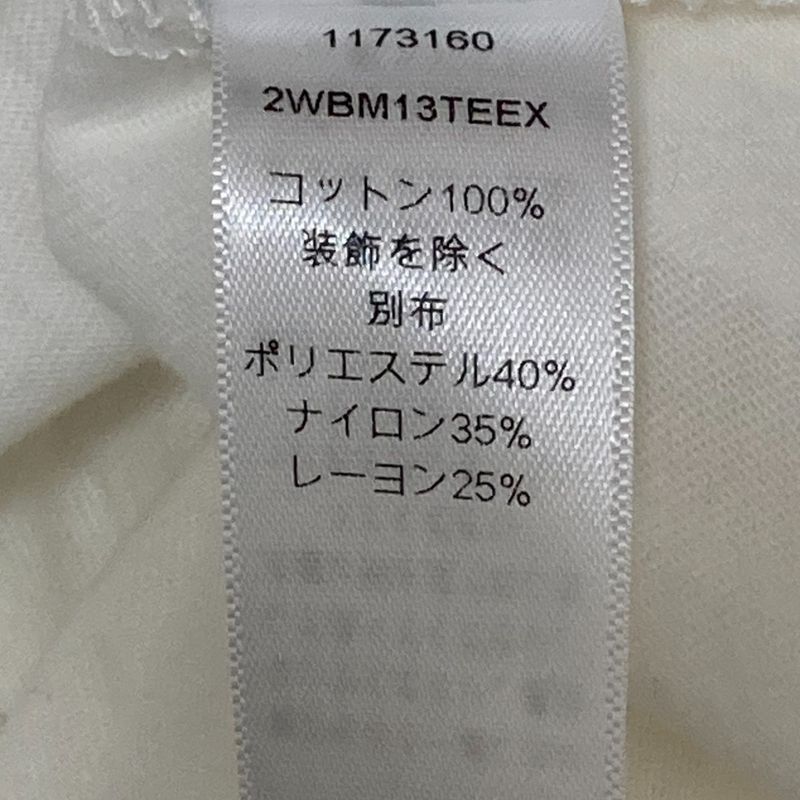 1173160
2WBM13TEEX
コットン100%
装飾を除く
別布
ポリエステル40%
ナイロン35%
レーヨン25%